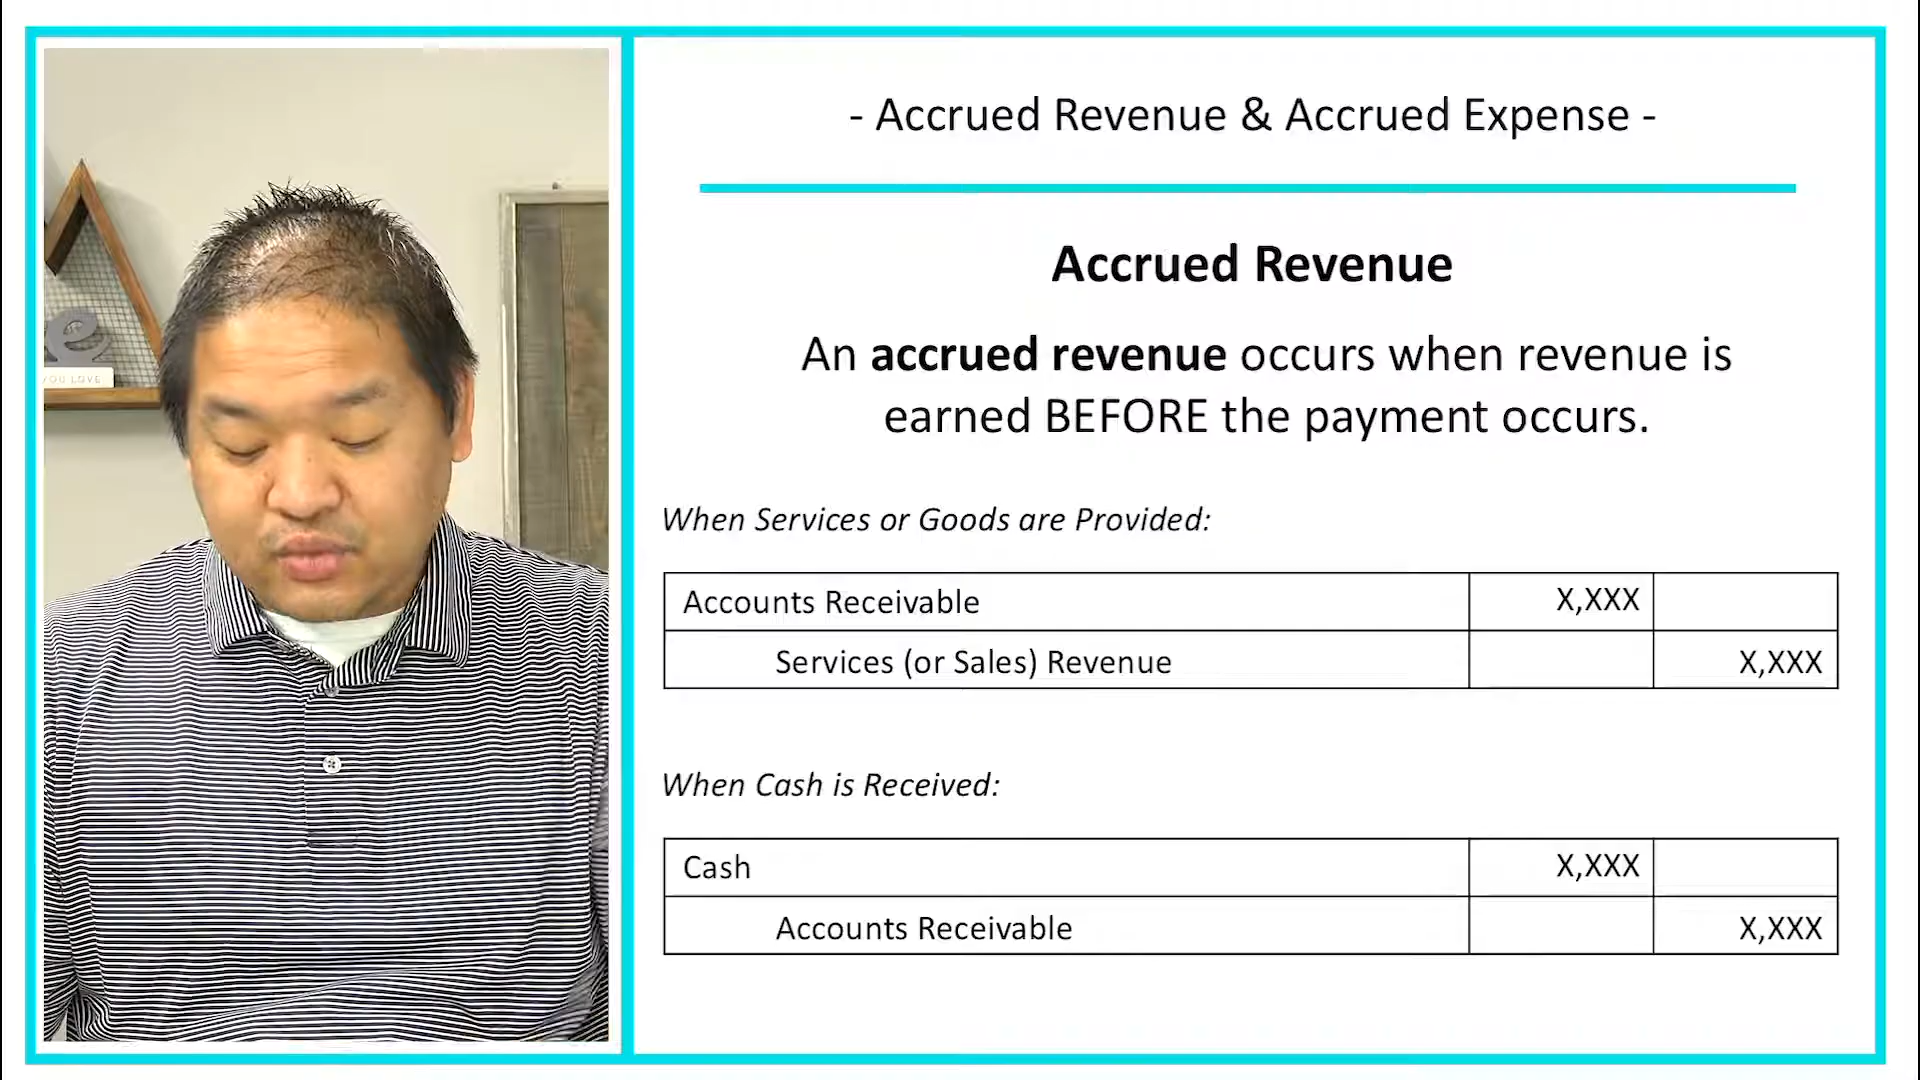 e
YOU LOVE
- Accrued Revenue & Accrued Expense -
Accrued Revenue
An accrued revenue occurs when revenue is
earned BEFORE the payment occurs.
When Services or Goods are Provided:
Accounts Receivable X,XXX
Services (or Sales) Revenue X,XXX
When Cash is Received:
Cash X,XXX
Accounts Receivable X,XXX